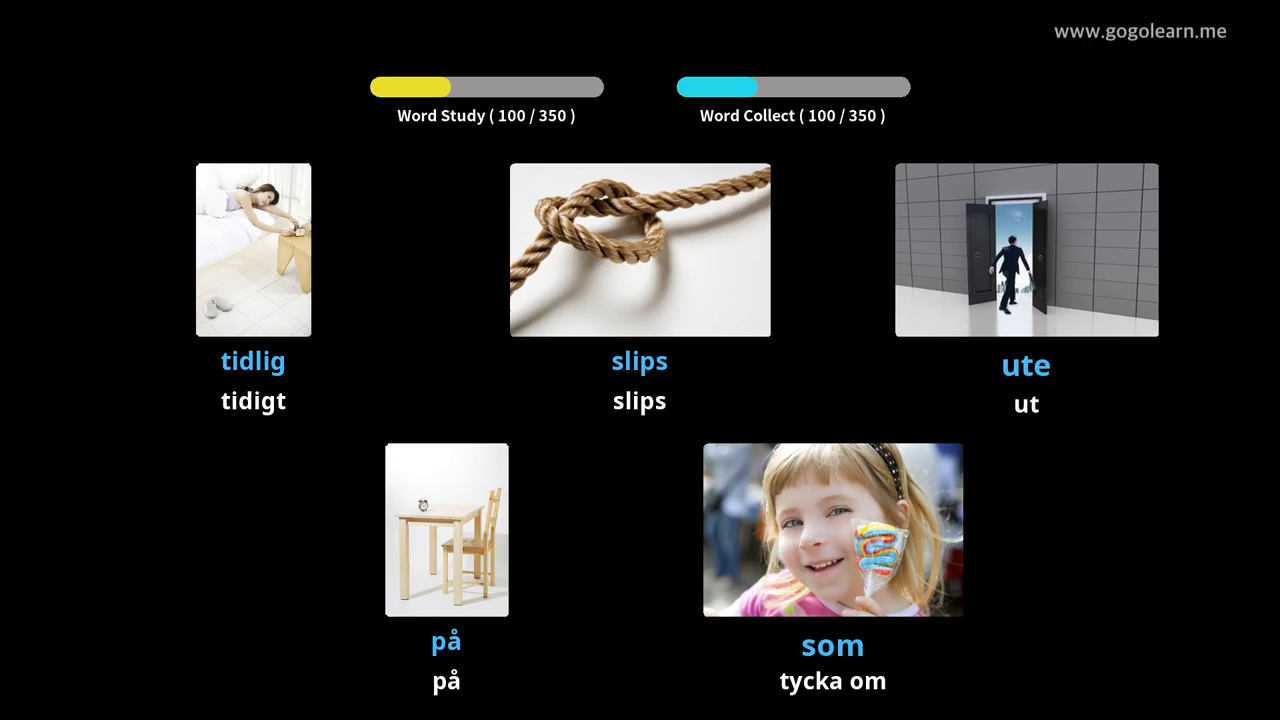 www.gogolearn.me
Word Study ( 100 / 350 )
Word Collect ( 100 / 350 )
tidlig
tidigt
slips
slips
ute
ut
på
på
som
tycka om